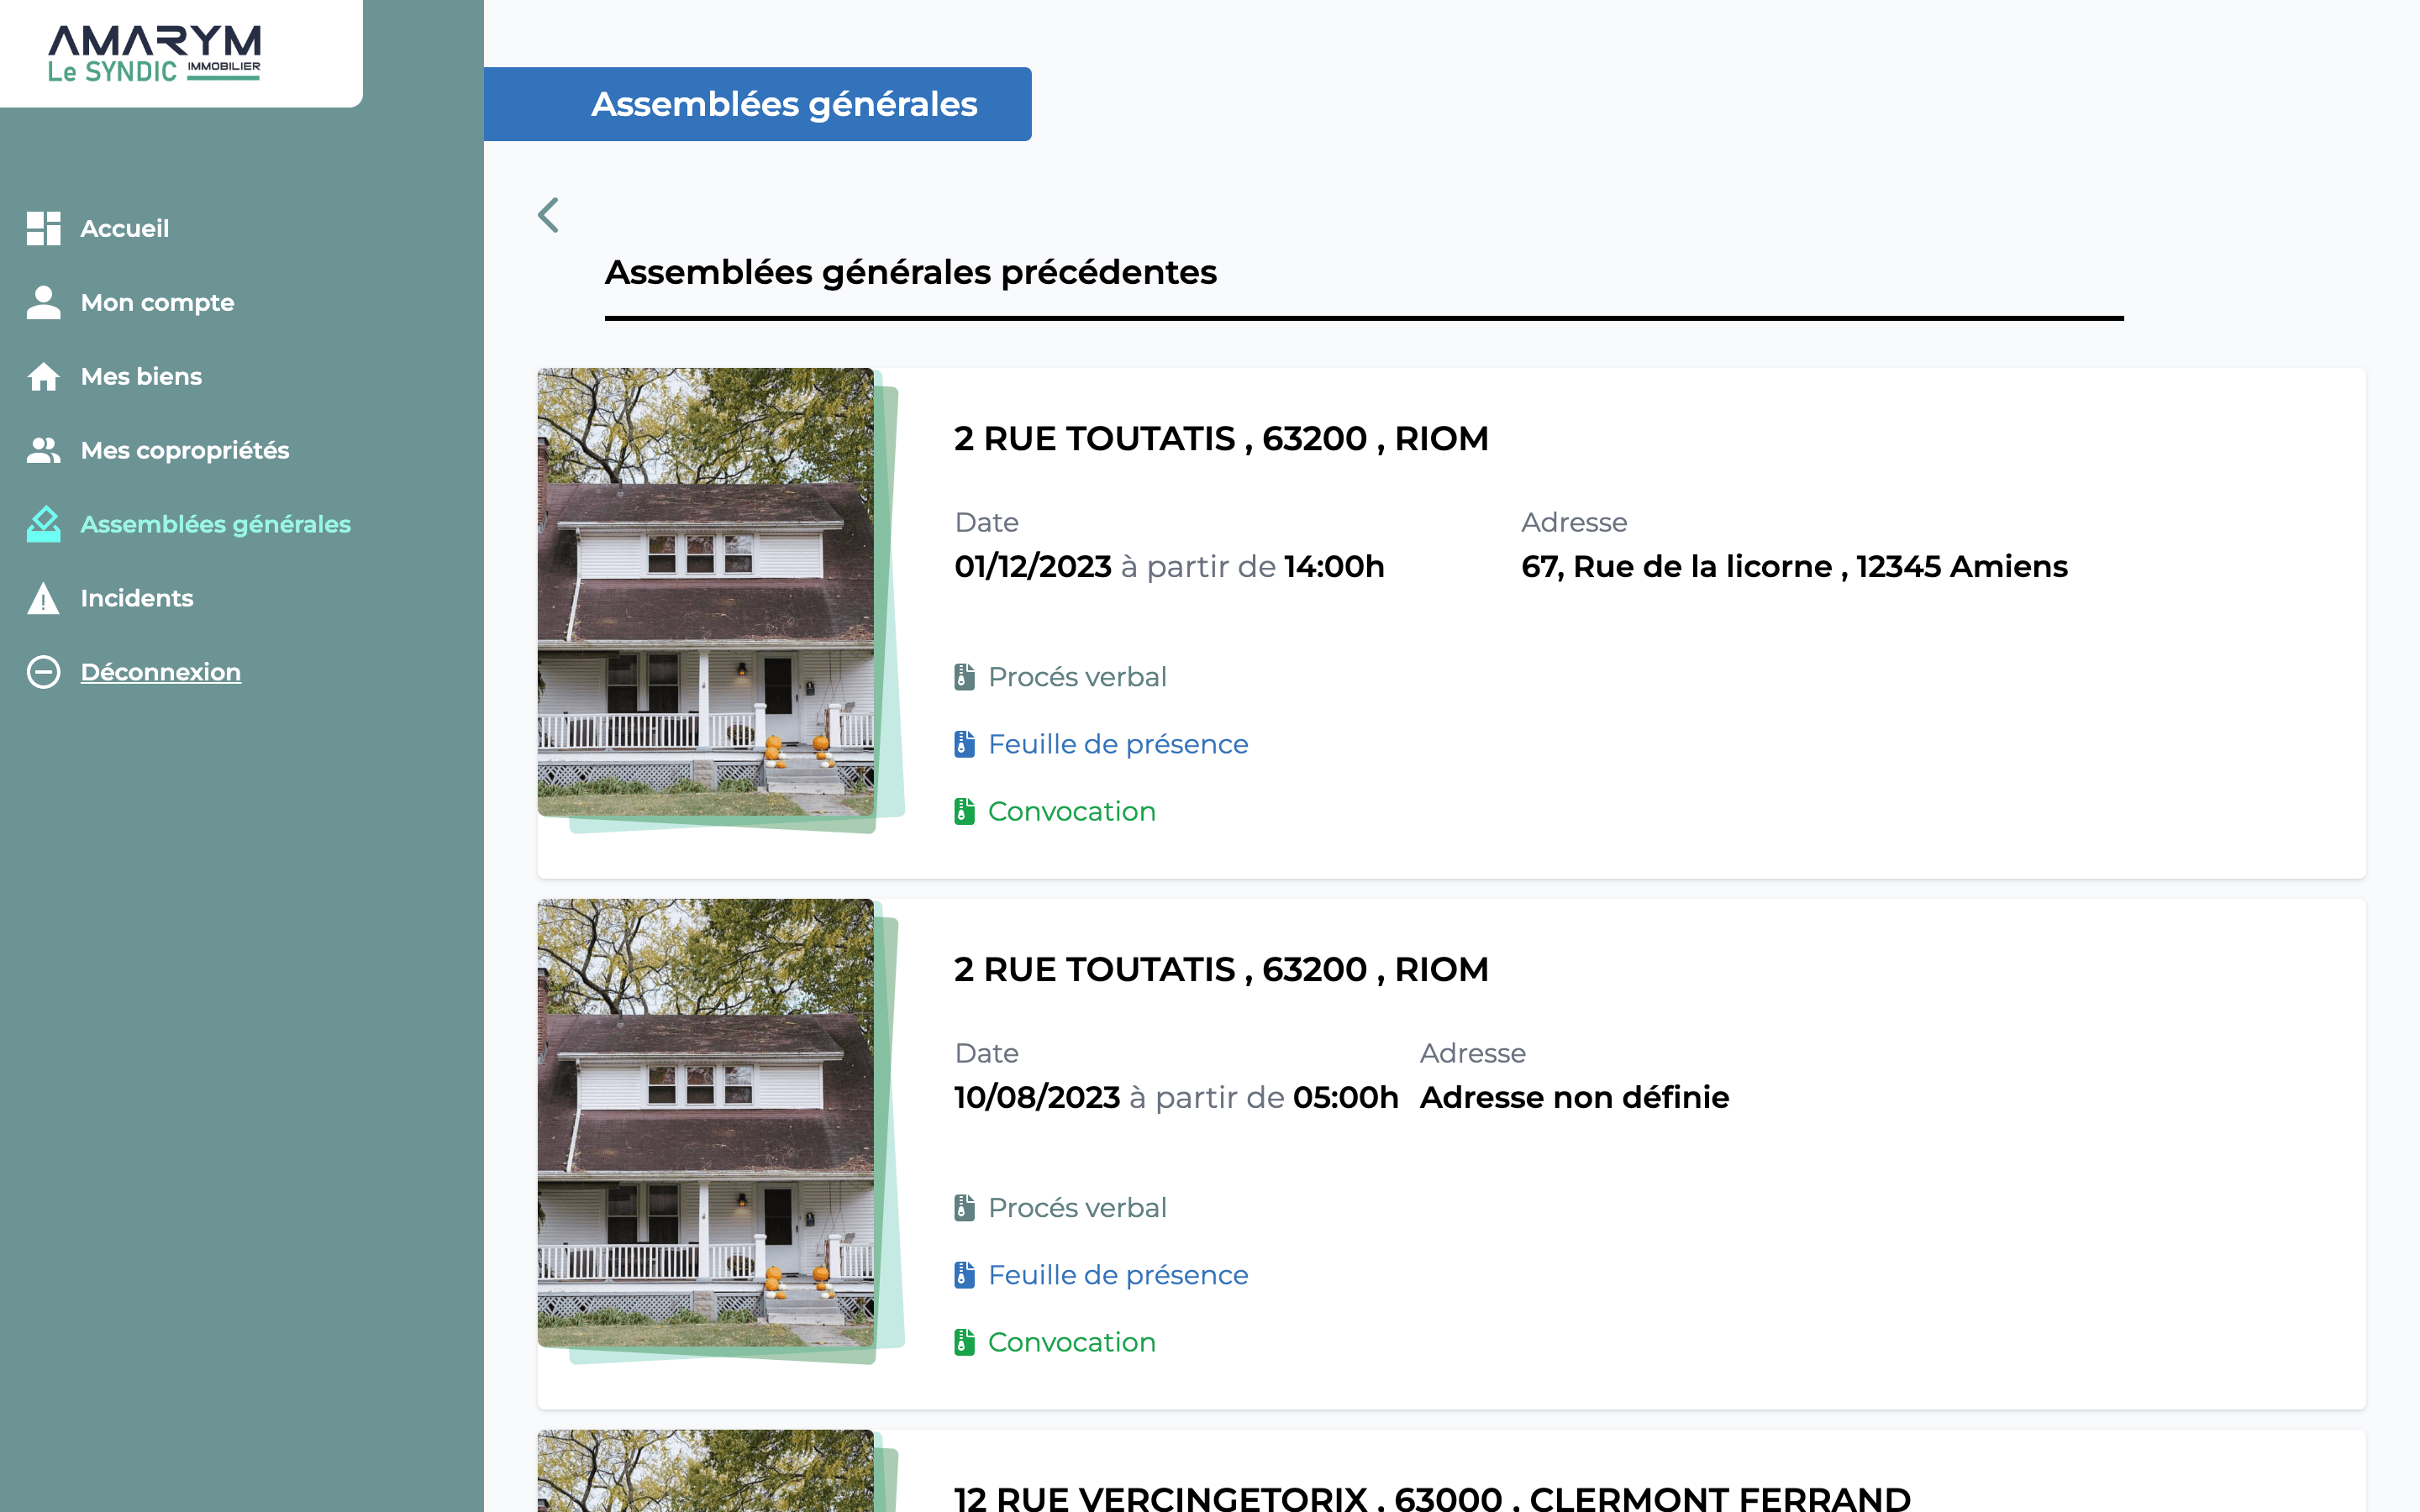 AMARYM
Le SYNDIC IMMOBILIER
Accueil
Mon compte
Mes biens
Mes copropriétés
Assemblées générales
Incidents
Déconnexion
Assemblées générales
Assemblées générales précédentes
2 RUE TOUTATIS , 63200 , RIOM
Date
01/12/2023 à partir de 14:00h
Adresse
67, Rue de la licorne , 12345 Amiens
Procés verbal
Feuille de présence
Convocation
2 RUE TOUTATIS , 63200 , RIOM
Date
10/08/2023 à partir de 05:00h
Adresse
Adresse non définie
Procés verbal
Feuille de présence
Convocation
12 RUE VERCINGETORIX , 63000 , CLERMONT FERRAND